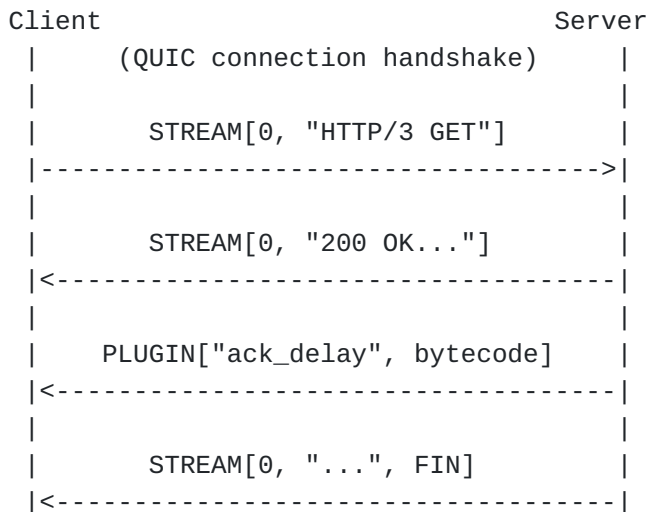 Client                             Server
|     (QUIC connection handshake)     |
|                                     |
|       STREAM[0, "HTTP/3 GET"]       |
|------------------------------------>|
|                                     |
|       STREAM[0, "200 OK..."]        |
|<------------------------------------|
|                                     |
|    PLUGIN["ack_delay", bytecode]    |
|<------------------------------------|
|                                     |
|       STREAM[0, "...", FIN]         |
|<------------------------------------|